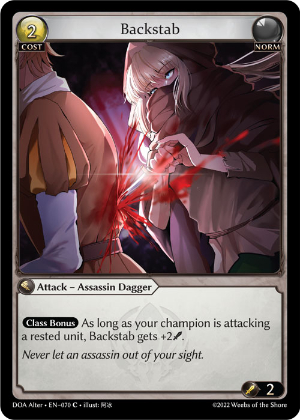 2
Backstab
COST
NORM
Attack – Assassin Dagger
Class Bonus As long as your champion is attacking
a rested unit, Backstab gets +2.
Never let an assassin out of your sight.
2
DOA Alter • EN-070 C • illust: 阿冰
©2022 Weebs of the Shore